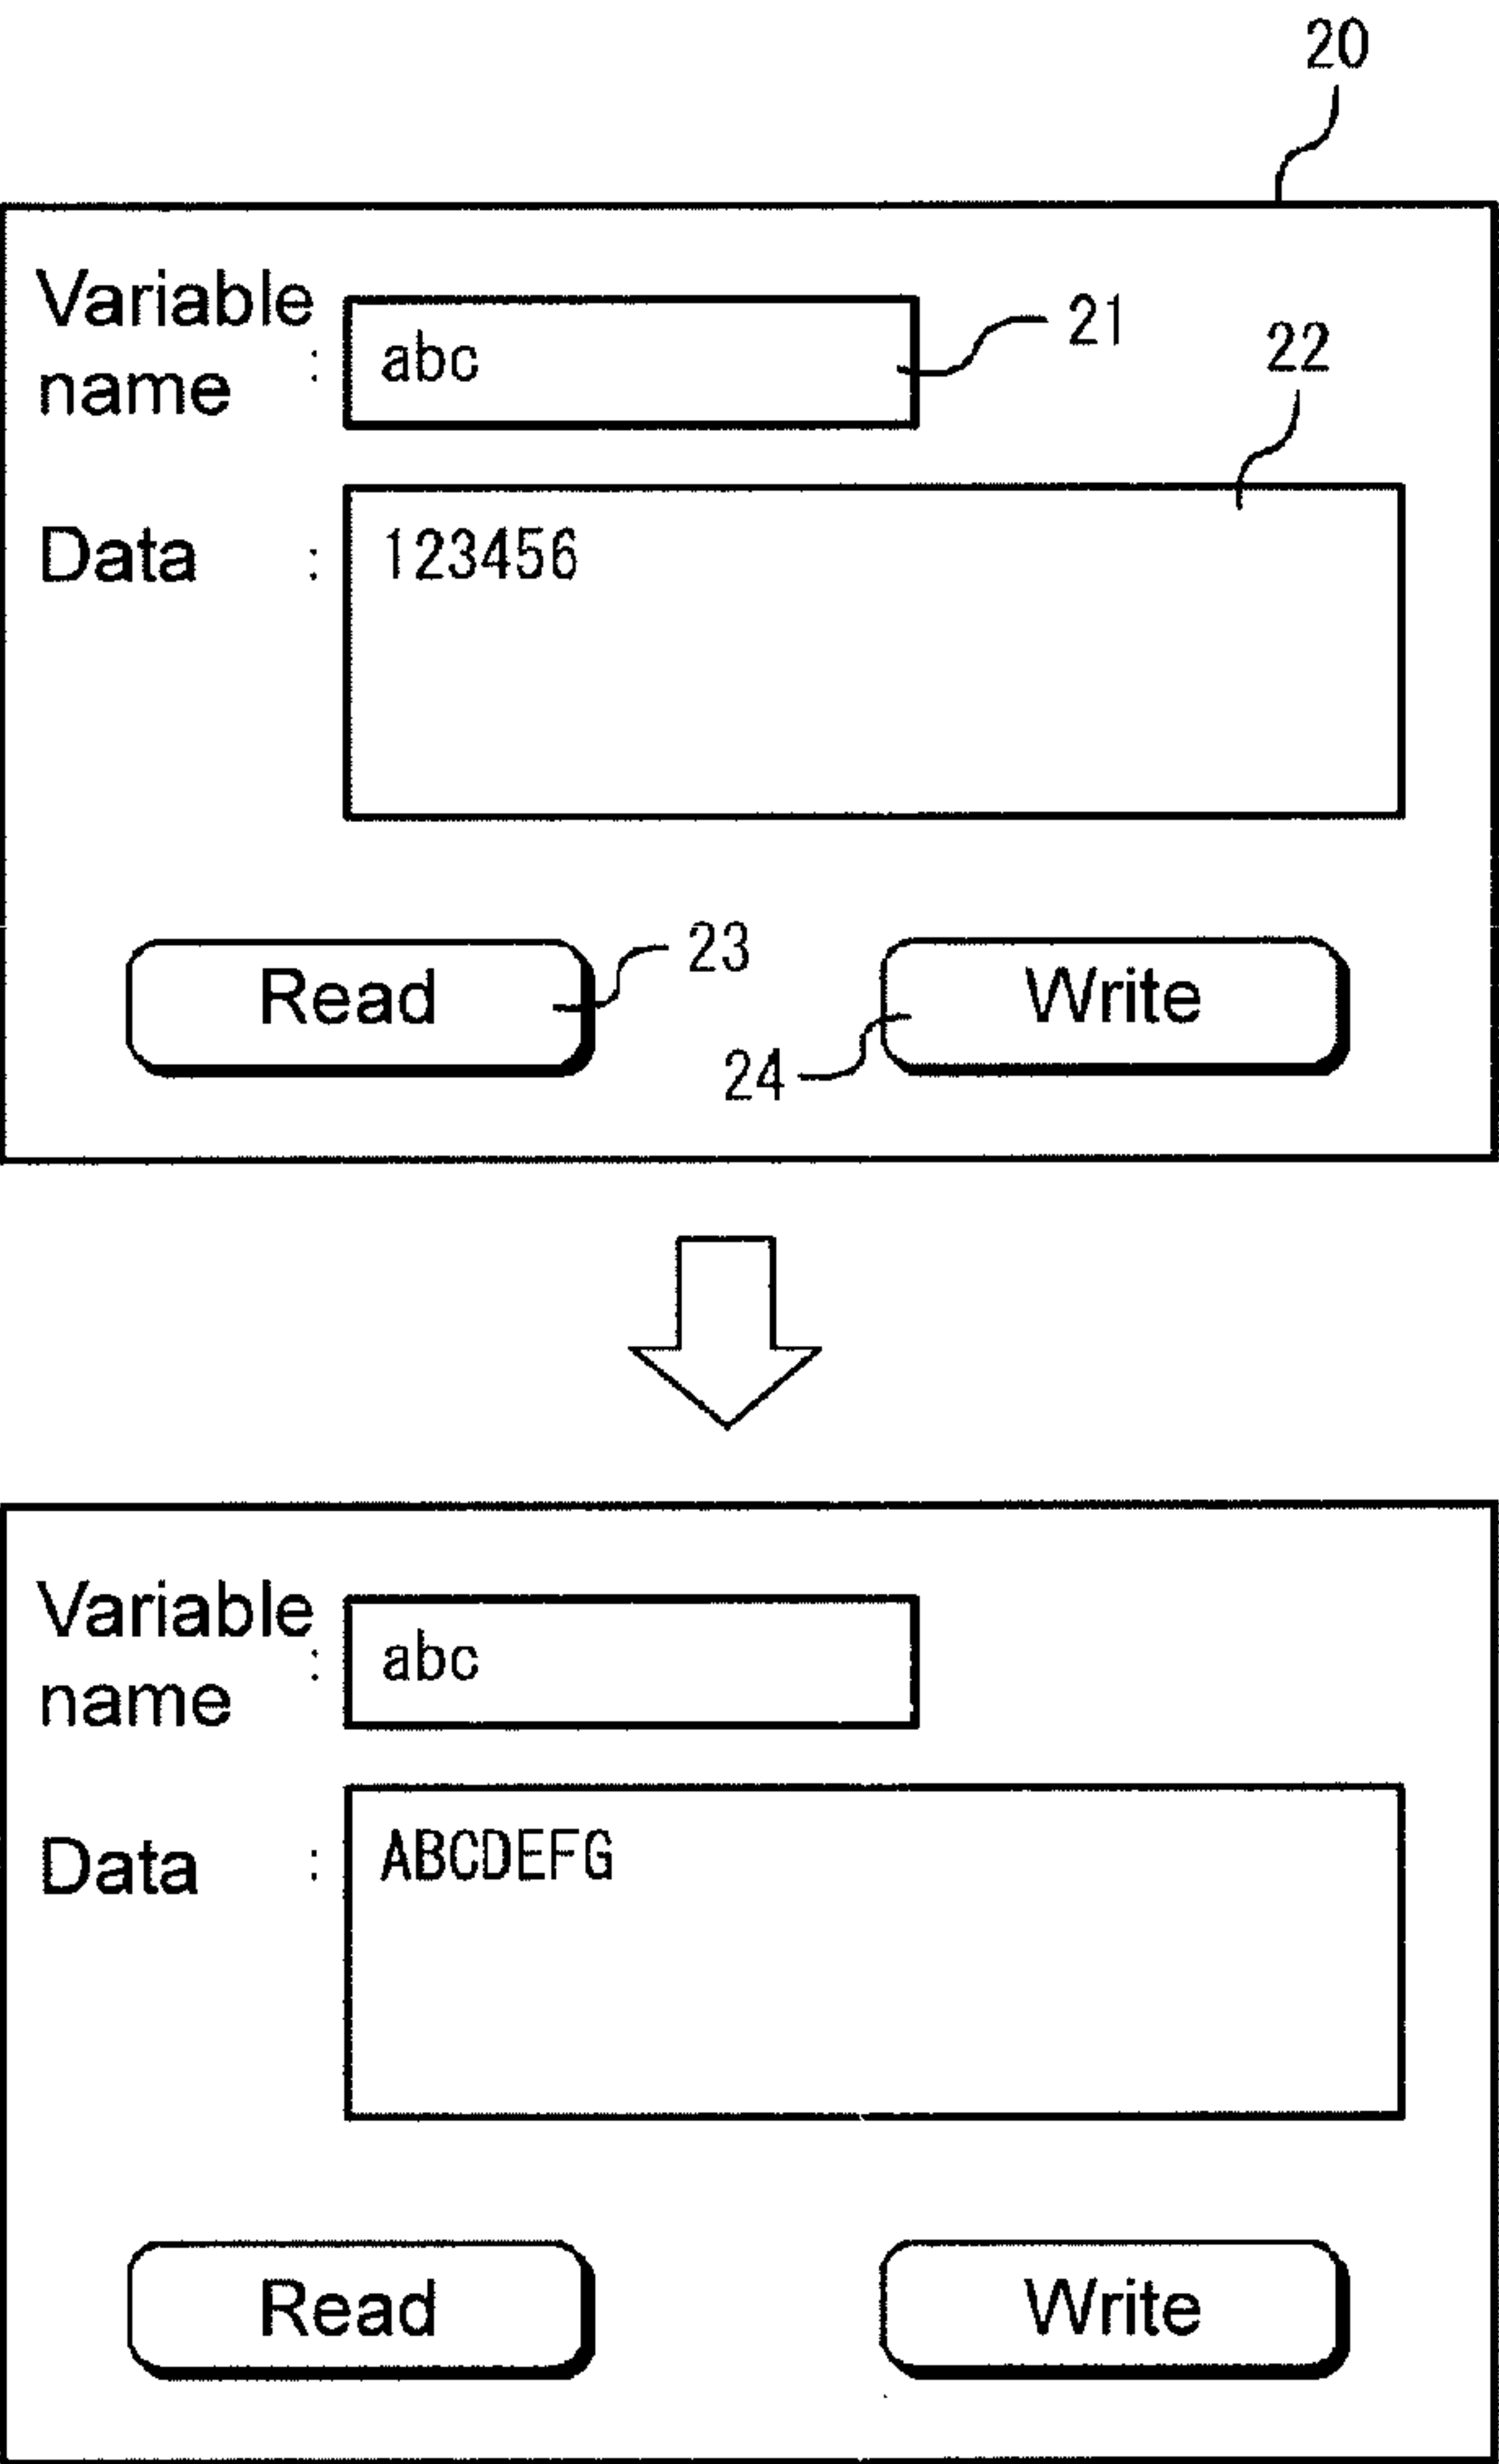 20
Variable
name : abc
21
22
Data : 123456
Read
23
Write
24
Variable
name : abc
Data : ABCDEFG
Read
Write